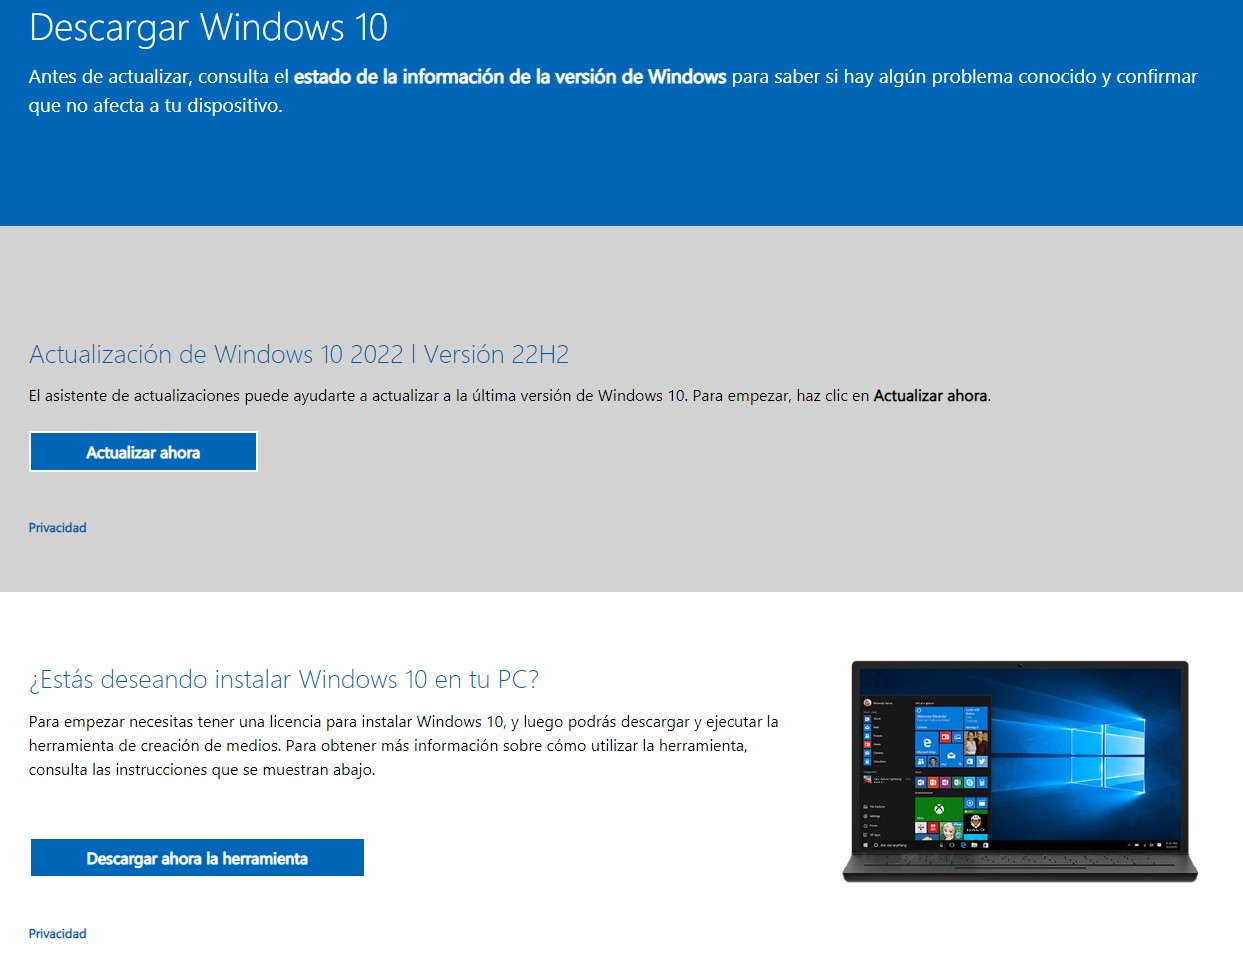 Descargar Windows 10
Antes de actualizar, consulta el estado de la información de la versión de Windows para saber si hay algún problema conocido y confirmar
que no afecta a tu dispositivo.
Actualización de Windows 10 2022 l Versión 22H2
El asistente de actualizaciones puede ayudarte a actualizar a la última versión de Windows 10. Para empezar, haz clic en Actualizar ahora.
Actualizar ahora
Privacidad
¿Estás deseando instalar Windows 10 en tu PC?
Para empezar necesitas tener una licencia para instalar Windows 10, y luego podrás descargar y ejecutar la
herramienta de creación de medios. Para obtener más información sobre cómo utilizar la herramienta,
consulta las instrucciones que se muestran abajo.
Descargar ahora la herramienta
Privacidad